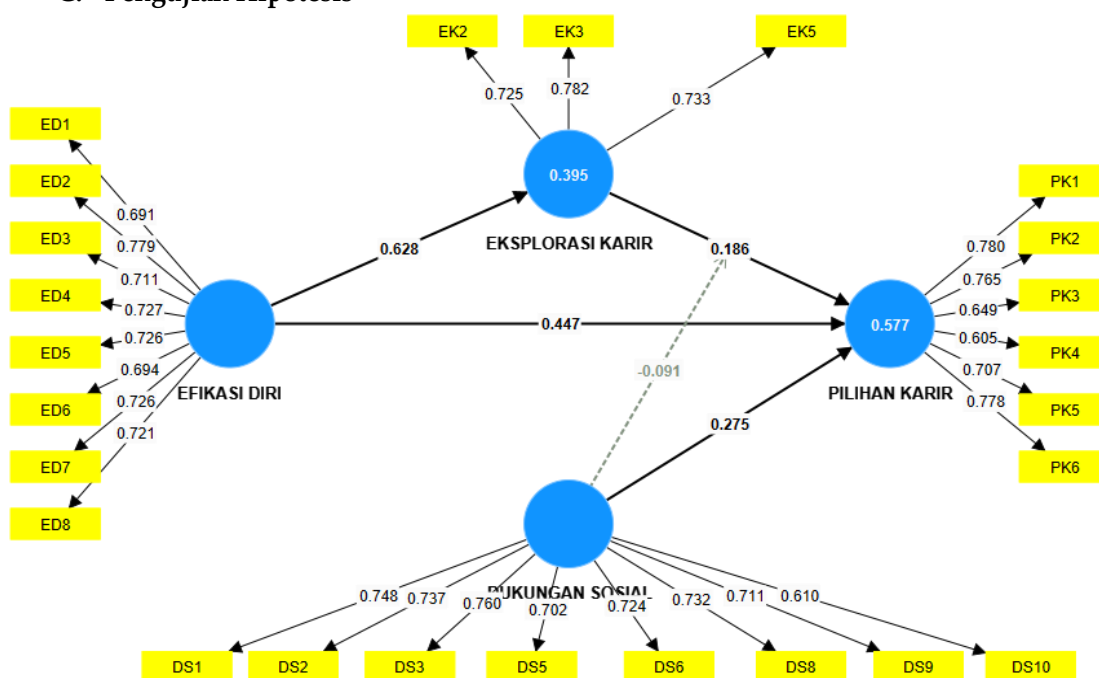 Pengujian Hipotesis
EK2
EK3
EK5
0.725
0.782
0.733
ED1
ED2
ED3
ED4
ED5
ED6
ED7
ED8
0.691
0.779
0.711
0.727
0.726
0.694
0.726
0.721
EFIKASI DIRI
0.628
0.395
EKSPLORASI KARIR
0.186
0.447
-0.091
0.275
0.577
PILIHAN KARIR
0.780
0.765
0.649
0.605
0.707
0.778
PK1
PK2
PK3
PK4
PK5
PK6
DUKUNGAN SOSIAL
0.748
0.737
0.760
0.702
0.724
0.732
0.711
0.610
DS1
DS2
DS3
DS5
DS6
DS8
DS9
DS10